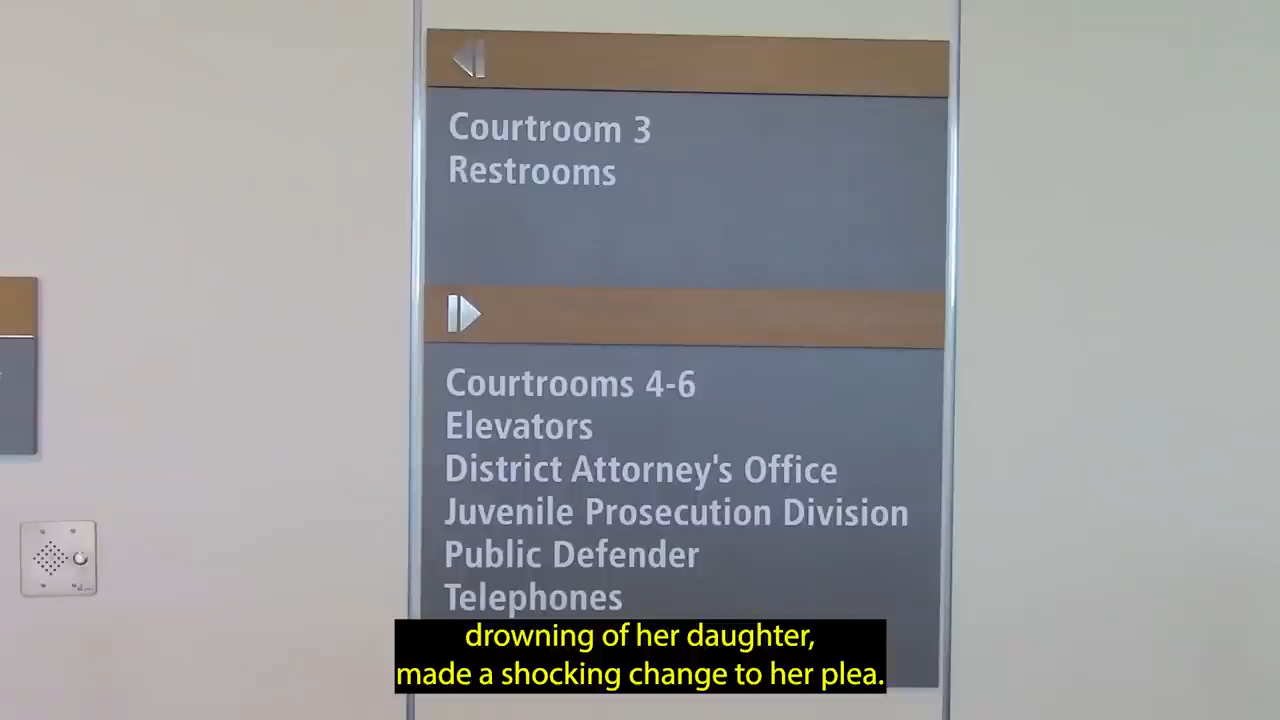 Courtroom 3
Restrooms
Courtrooms 4-6
Elevators
District Attorney's Office
Juvenile Prosecution Division
Public Defender
Telephones
drowning of her daughter,
made a shocking change to her plea.